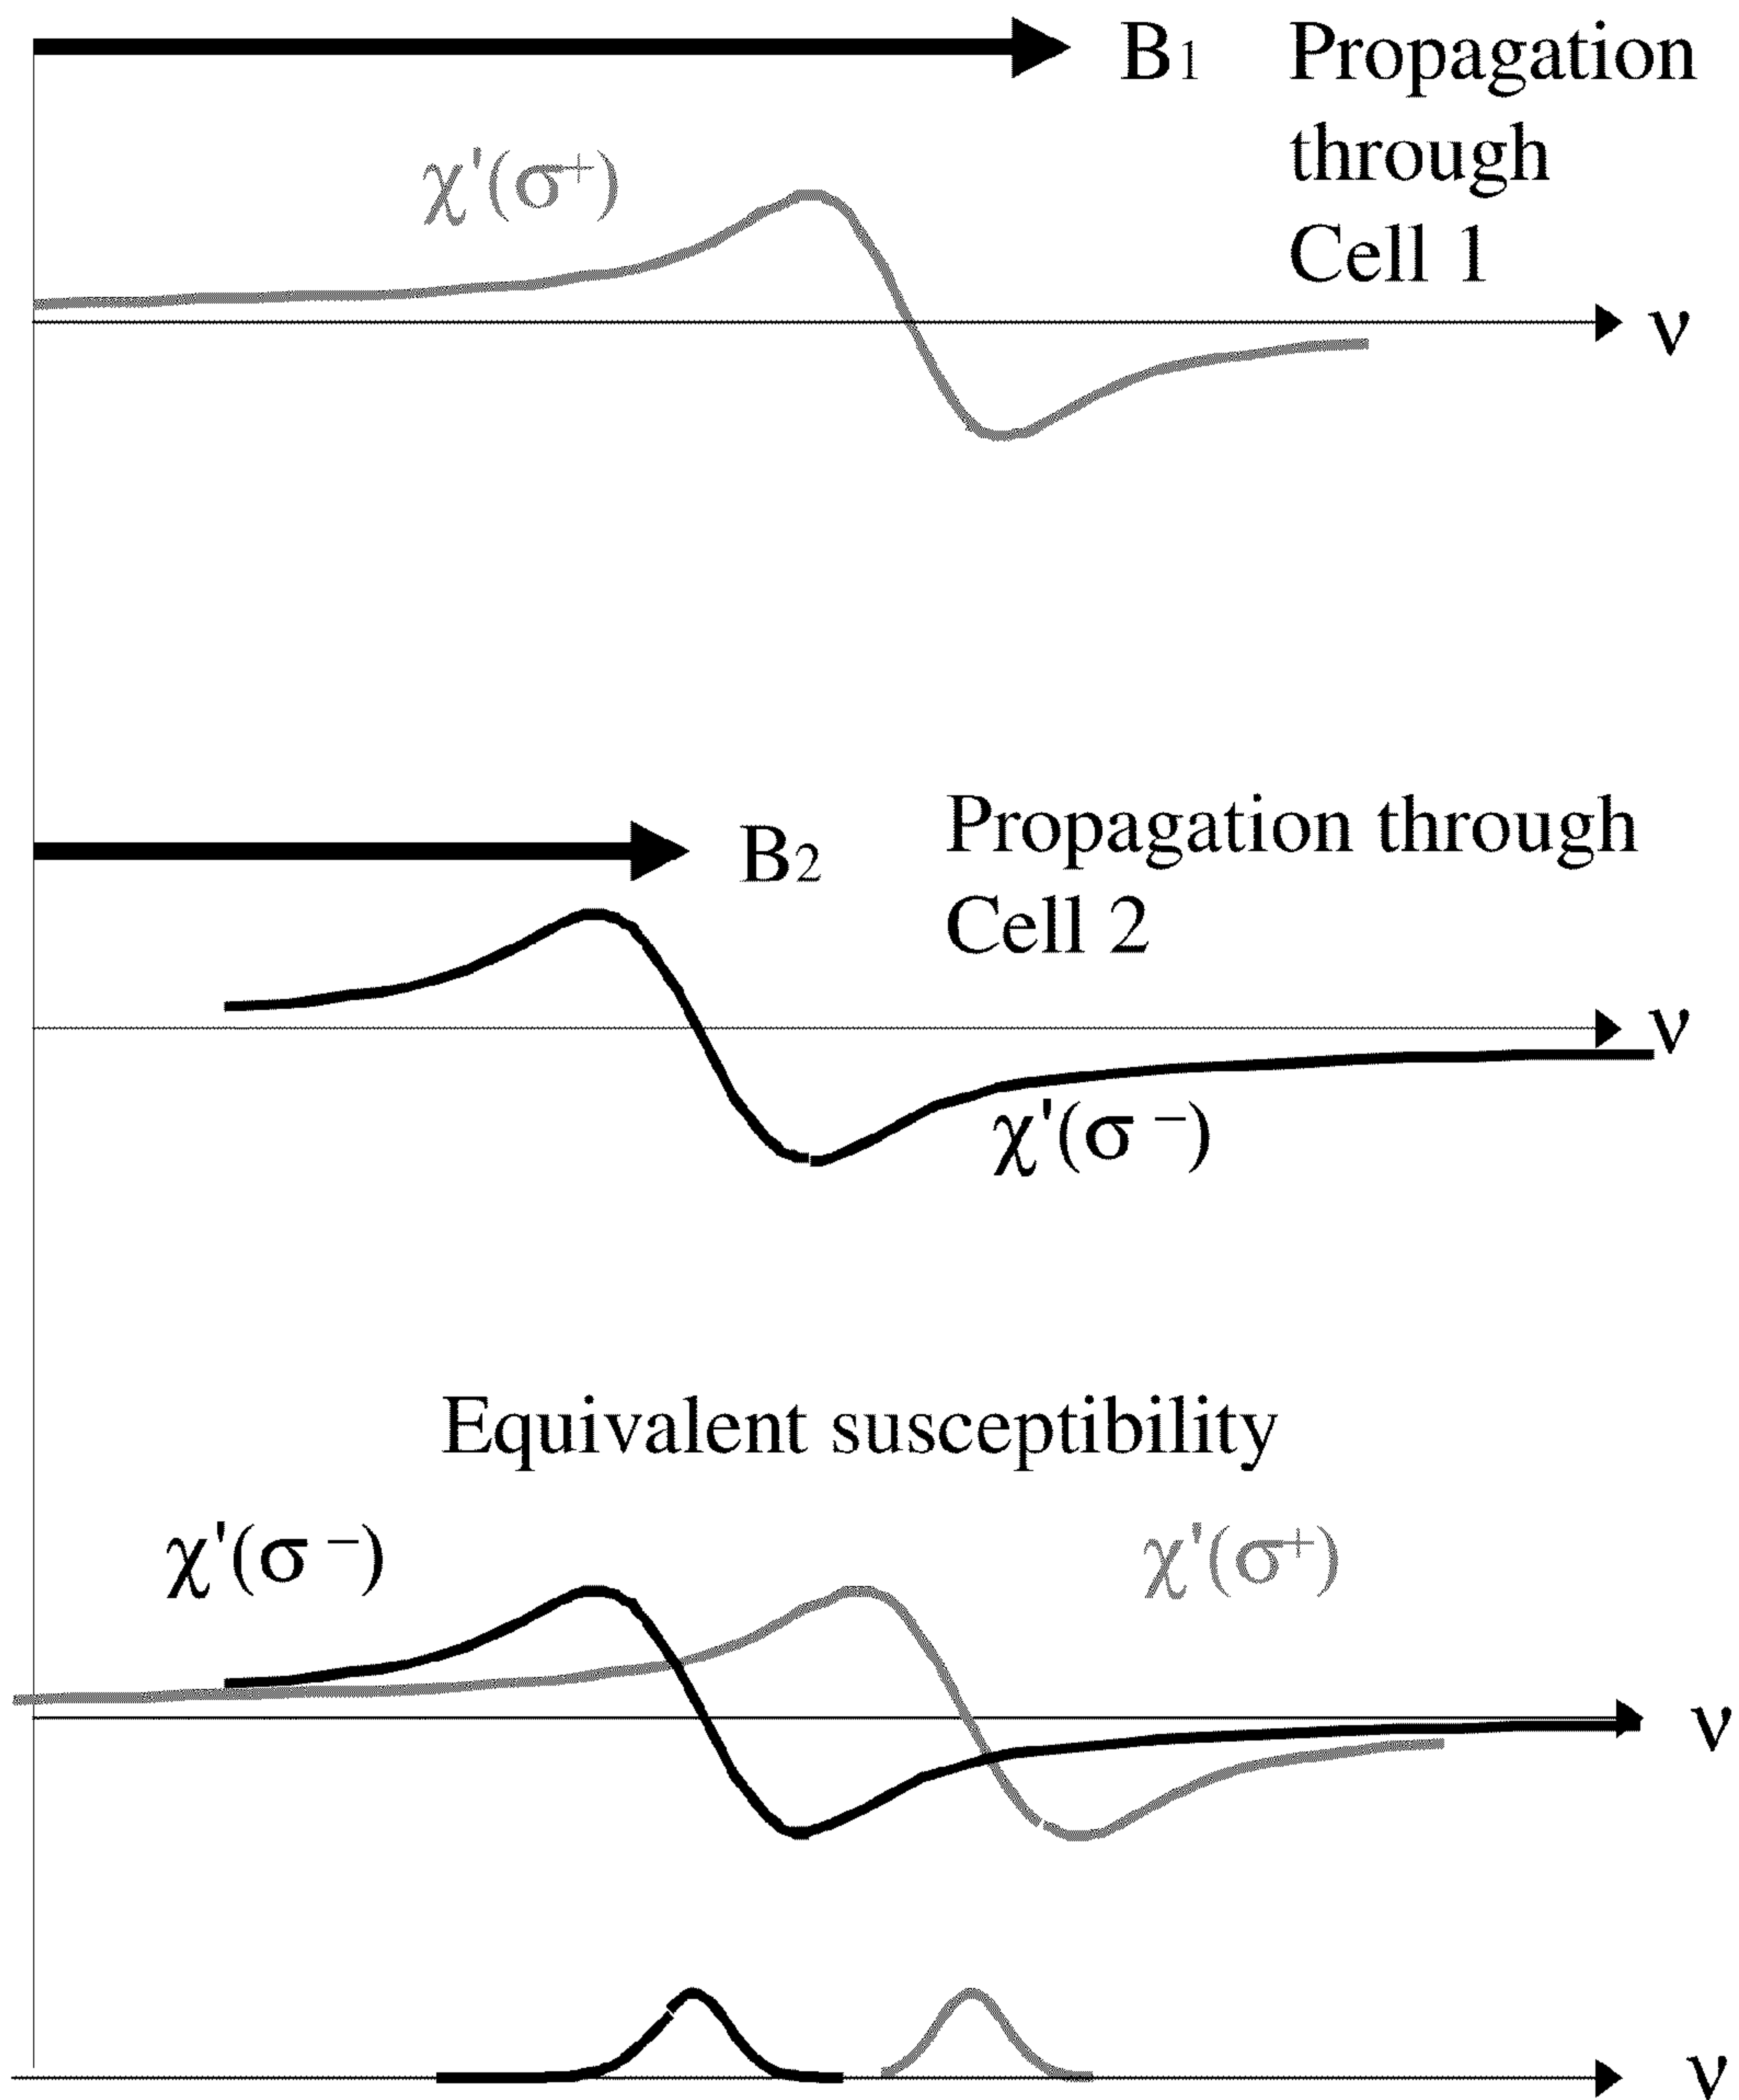 B1 Propagation
through
Cell 1
χ'(σ+)
ν
B2 Propagation through
Cell 2
ν
χ'(σ −)
Equivalent susceptibility
χ'(σ −) χ'(σ+)
ν
ν